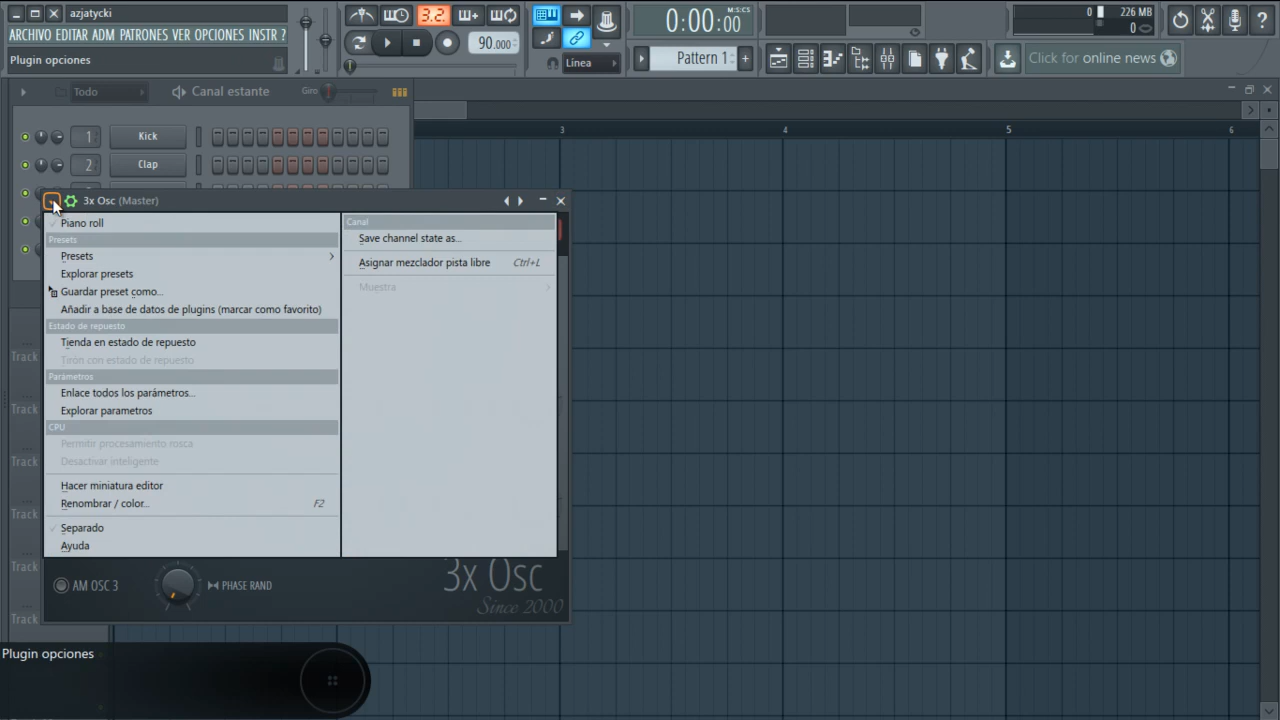 azjatycki
ARCHIVO EDITAR ADM PATRONES VER OPCIONES INSTR ?
Plugin opciones
3.2.
90.000
Línea
0:00:00
M:S:CS
Pattern 1
0
226 MB
0
Click for online news
Todo
Canal estante
Giro
1
Kick
2
Clap
3
4
5
6
3x Osc (Master)
Piano roll
Presets
Presets
Explorar presets
Guardar preset como...
Añadir a base de datos de plugins (marcar como favorito)
Estado de repuesto
Tienda en estado de repuesto
Tirón con estado de repuesto
Parámetros
Enlace todos los parámetros...
Explorar parametros
CPU
Permitir procesamiento rosca
Desactivar inteligente
Hacer miniatura editor
Renombrar / color... F2
Separado
Ayuda
Canal
Save channel state as...
Asignar mezclador pista libre Ctrl+L
Muestra
Track
Track
Track
Track
Track
Track
AM OSC 3
PHASE RAND
3x Osc
Since 2000
Plugin opciones